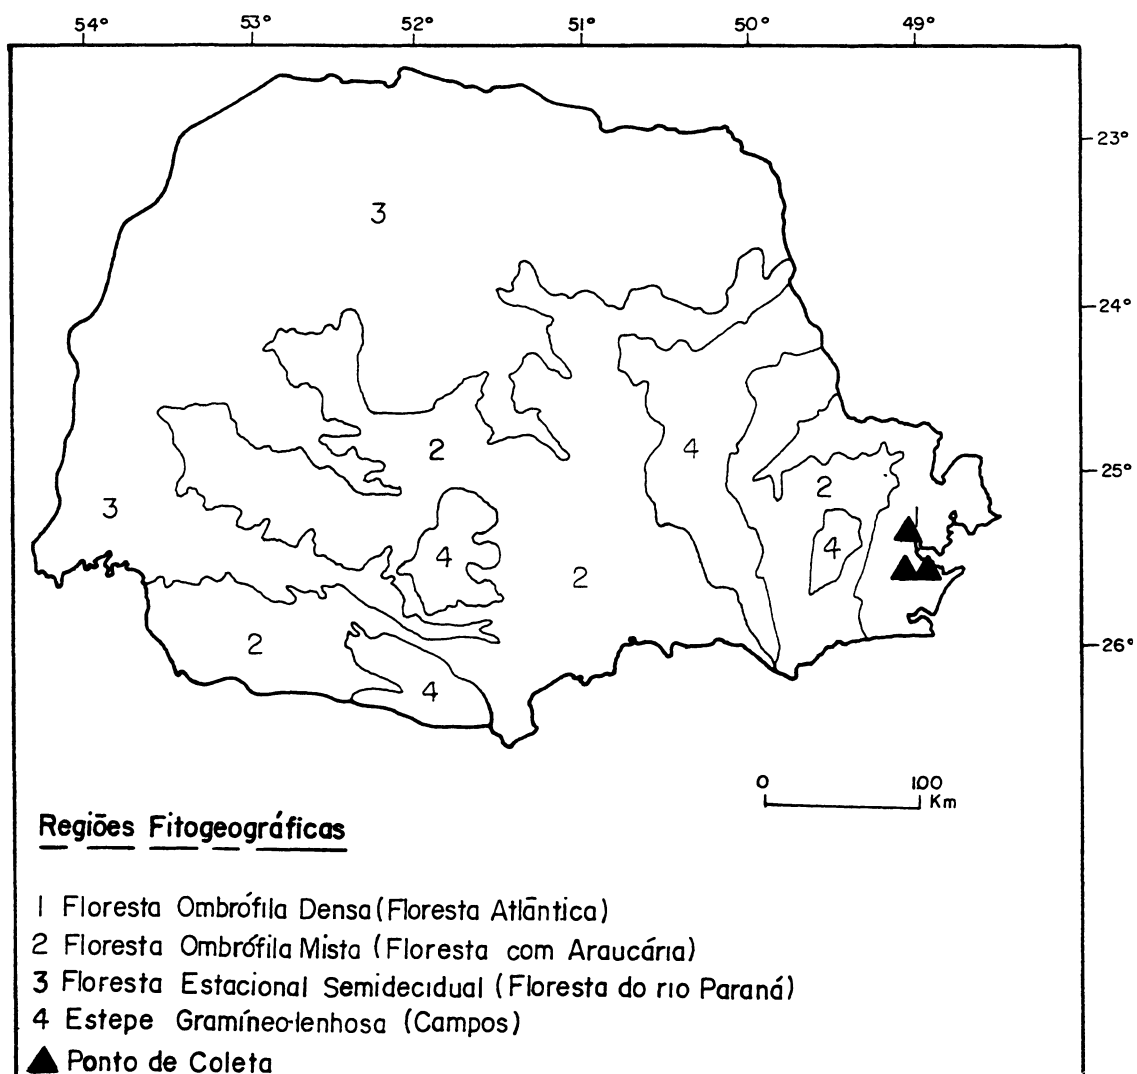 54° 53° 52° 51° 50° 49°
23°
3
24°
2 4
25°
2
3
4 4
2
2
26°
4
0 100
Km
Regiões Fitogeográficas
1 Floresta Ombrófila Densa (Floresta Atlântica)
2 Floresta Ombrófila Mista (Floresta com Araucária)
3 Floresta Estacional Semidecidual (Floresta do rio Paraná)
4 Estepe Gramíneo-lenhosa (Campos)
Ponto de Coleta